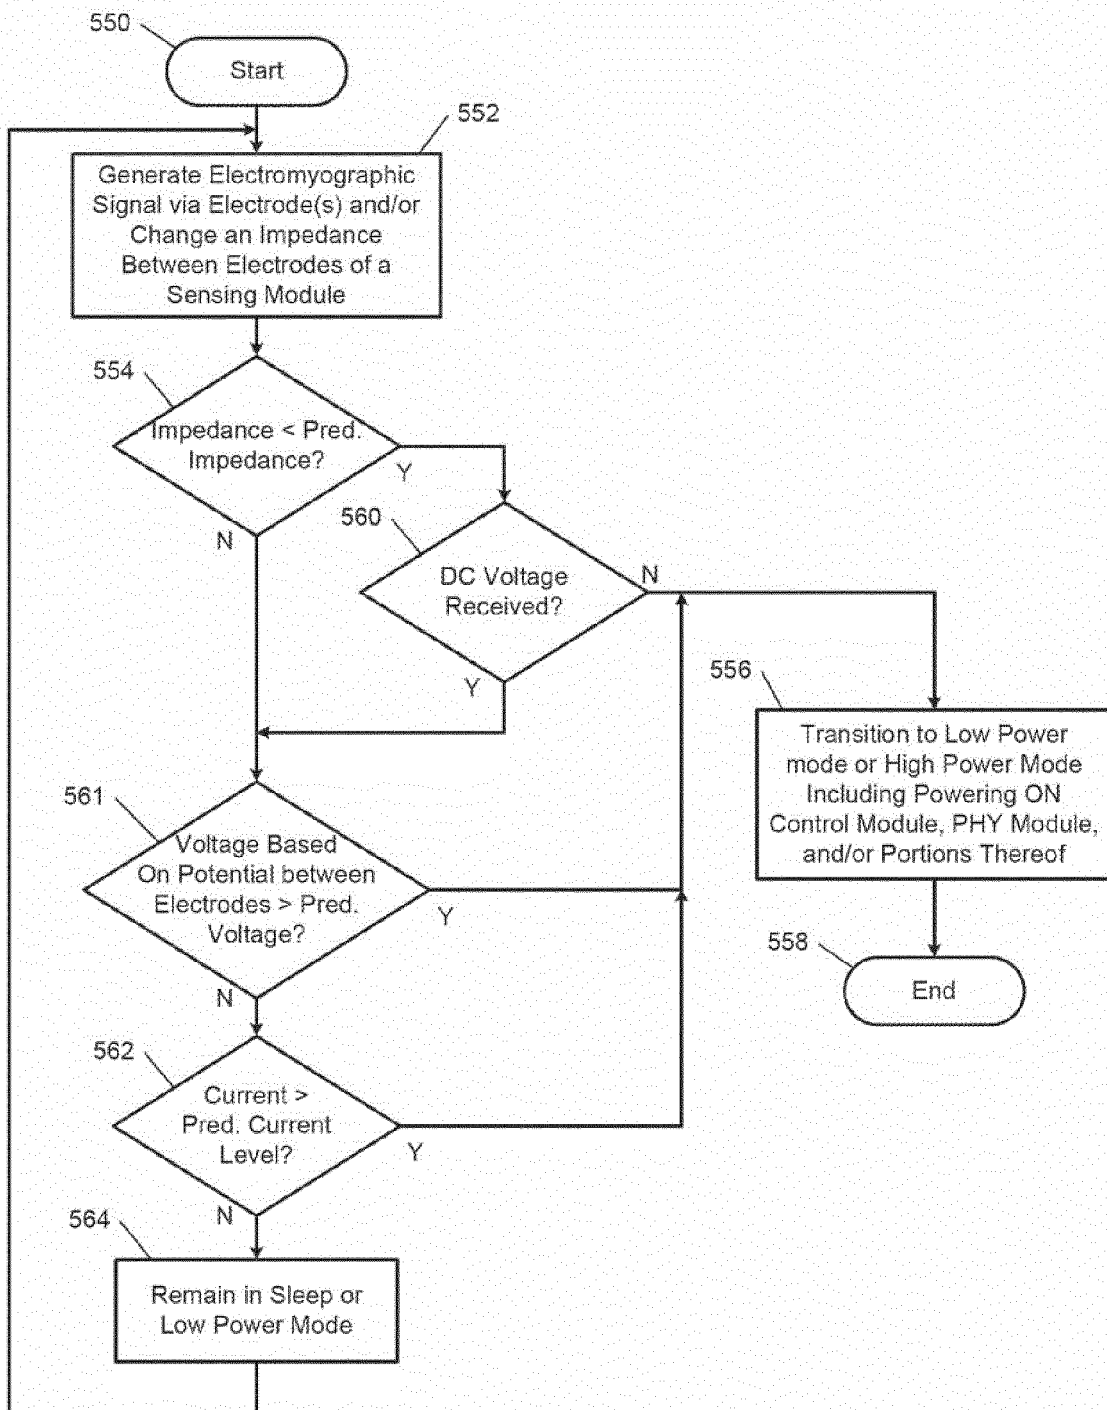 550
Start
552
Generate Electromyographic
Signal via Electrode(s) and/or
Change an Impedance
Between Electrodes of a
Sensing Module
554
Impedance < Pred.
Impedance?
Y
N
560
DC Voltage
Received?
N
Y
556
Transition to Low Power
mode or High Power Mode
Including Powering ON
Control Module, PHY Module,
and/or Portions Thereof
561
Voltage Based
On Potential between
Electrodes > Pred.
Voltage?
Y
N
558
End
562
Current >
Pred. Current
Level?
Y
N
564
Remain in Sleep or
Low Power Mode